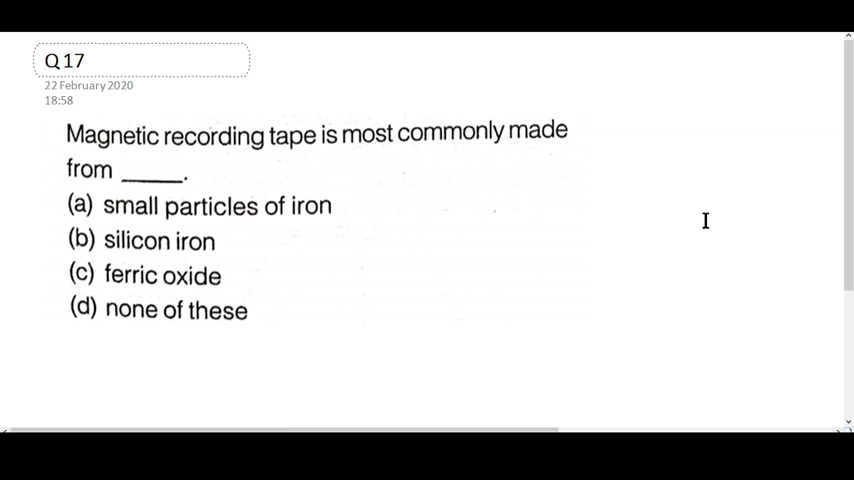 Q 17
22 February 2020
18:58
Magnetic recording tape is most commonly made
from _____.
(a) small particles of iron
(b) silicon iron
(c) ferric oxide
(d) none of these